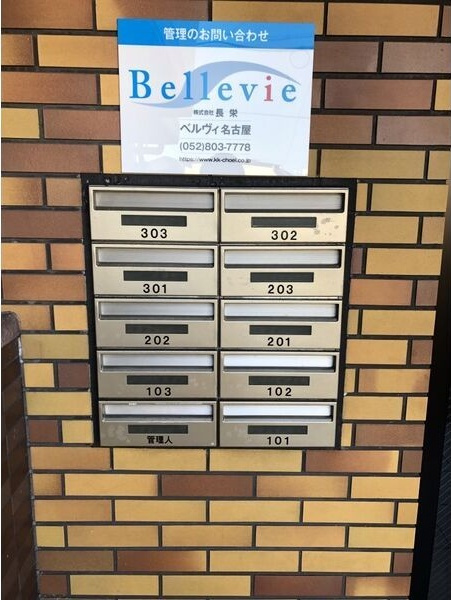 管理のお問い合わせ
Bellevie
株式会社 長栄
ベルヴィ名古屋
(052)803-7778
https://www.kk-choei.co.jp
303 302
301 203
202 201
103 102
管理人 101